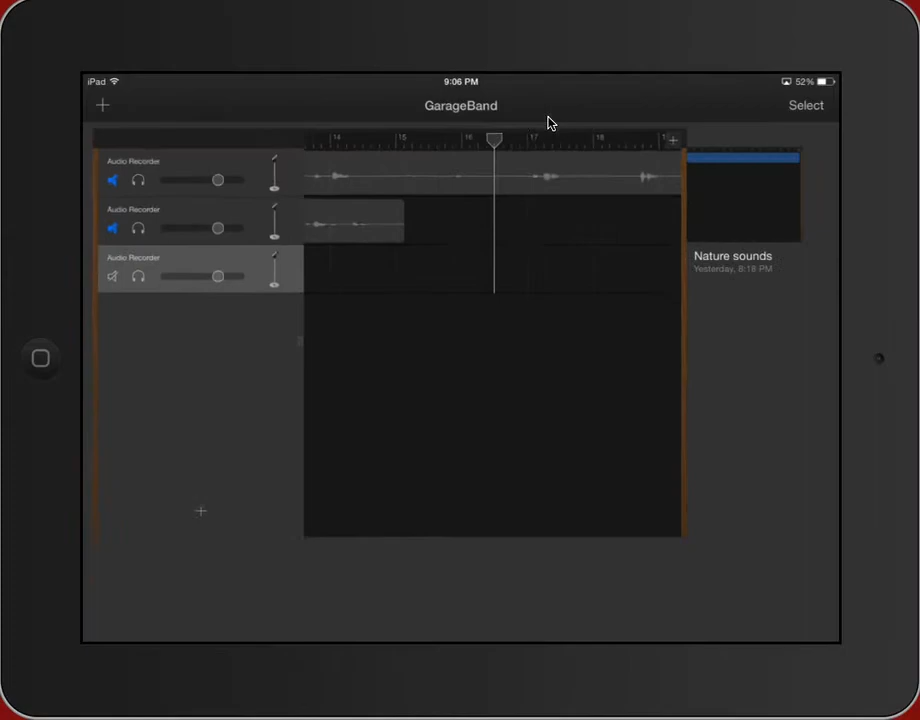 iPad 9:06 PM 52%
GarageBand Select
14 15 16 17 18
Audio Recorder
Audio Recorder
Audio Recorder
Nature sounds
Yesterday, 8:18 PM